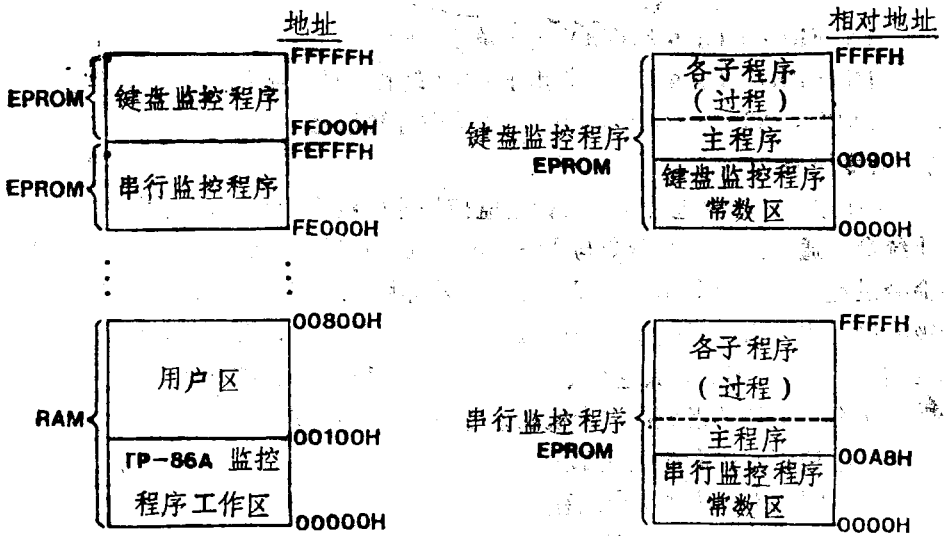 地址
FFFFFH
EPROM
键盘监控程序
FF000H
FEFFFH
EPROM
串行监控程序
FE000H
00800H
用户区
RAM
00100H
TP-86A 监控
程序工作区
00000H
相对地址
FFFFH
各子程序
(过程)
键盘监控程序
EPROM
主程序
0090H
键盘监控程序
常数区
0000H
FFFFH
各子程序
(过程)
串行监控程序
EPROM
主程序
00A8H
串行监控程序
常数区
0000H